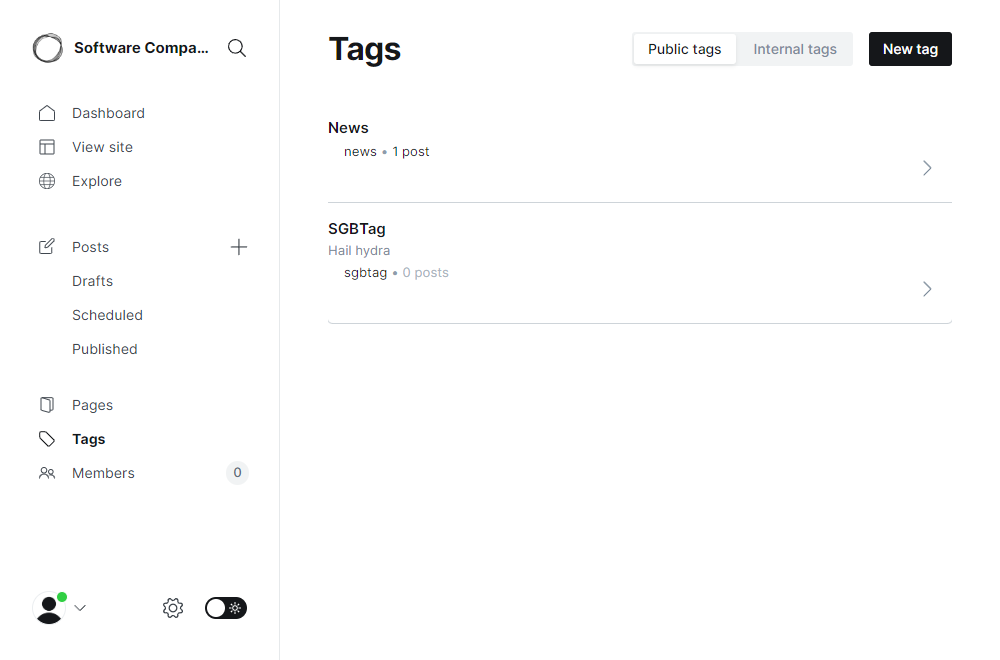 Software Compa...
Dashboard
View site
Explore
Posts
Drafts
Scheduled
Published
Pages
Tags
Members 0
Tags
Public tags Internal tags New tag
News
news • 1 post
SGBTag
Hail hydra
sgbtag • 0 posts